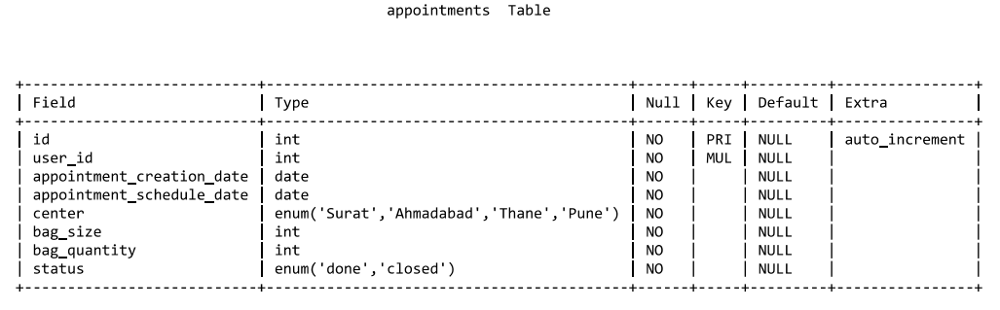 appointments  Table
+---------------------------+------------------------------------------+------+-----+---------+----------------+
| Field                     | Type                                     | Null | Key | Default | Extra          |
+---------------------------+------------------------------------------+------+-----+---------+----------------+
| id                        | int                                      | NO   | PRI | NULL    | auto_increment |
| user_id                   | int                                      | NO   | MUL | NULL    |                |
| appointment_creation_date | date                                     | NO   |     | NULL    |                |
| appointment_schedule_date | date                                     | NO   |     | NULL    |                |
| center                    | enum('Surat','Ahmadabad','Thane','Pune') | NO   |     | NULL    |                |
| bag_size                  | int                                      | NO   |     | NULL    |                |
| bag_quantity              | int                                      | NO   |     | NULL    |                |
| status                    | enum('done','closed')                    | NO   |     | NULL    |                |
+---------------------------+------------------------------------------+------+-----+---------+----------------+